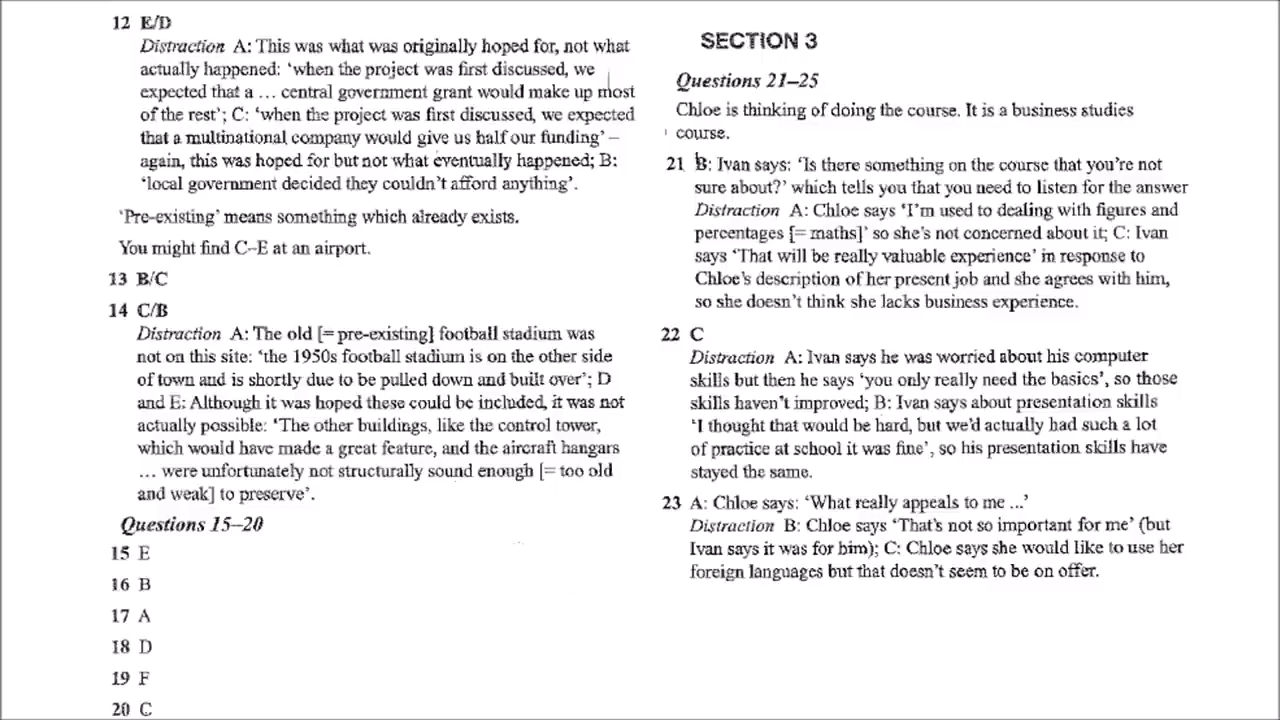 12 E/D
Distraction A: This was what was originally hoped for, not what
actually happened: ‘when the project was first discussed, we
expected that a … central government grant would make up most
of the rest’; C: ‘when the project was first discussed, we expected
that a multinational company would give us half our funding’ –
again, this was hoped for but not what eventually happened; B:
‘local government decided they couldn’t afford anything’.
‘Pre-existing’ means something which already exists.
You might find C–E at an airport.
13 B/C
14 C/B
Distraction A: The old [= pre-existing] football stadium was
not on this site: ‘the 1950s football stadium is on the other side
of town and is shortly due to be pulled down and built over’; D
and E: Although it was hoped these could be included, it was not
actually possible: ‘The other buildings, like the control tower,
which would have made a great feature, and the aircraft hangars
… were unfortunately not structurally sound enough [= too old
and weak] to preserve’.
Questions 15–20
15 E
16 B
17 A
18 D
19 F
20 C
SECTION 3
Questions 21–25
Chloe is thinking of doing the course. It is a business studies
course.
21 B: Ivan says: ‘Is there something on the course that you’re not
sure about?’ which tells you that you need to listen for the answer
Distraction A: Chloe says ‘I’m used to dealing with figures and
percentages [= maths]’ so she’s not concerned about it; C: Ivan
says ‘That will be really valuable experience’ in response to
Chloe’s description of her present job and she agrees with him,
so she doesn’t think she lacks business experience.
22 C
Distraction A: Ivan says he was worried about his computer
skills but then he says ‘you only really need the basics’, so those
skills haven’t improved; B: Ivan says about presentation skills
‘I thought that would be hard, but we’d actually had such a lot
of practice at school it was fine’, so his presentation skills have
stayed the same.
23 A: Chloe says: ‘What really appeals to me …’
Distraction B: Chloe says ‘That’s not so important for me’ (but
Ivan says it was for him); C: Chloe says she would like to use her
foreign languages but that doesn’t seem to be on offer.